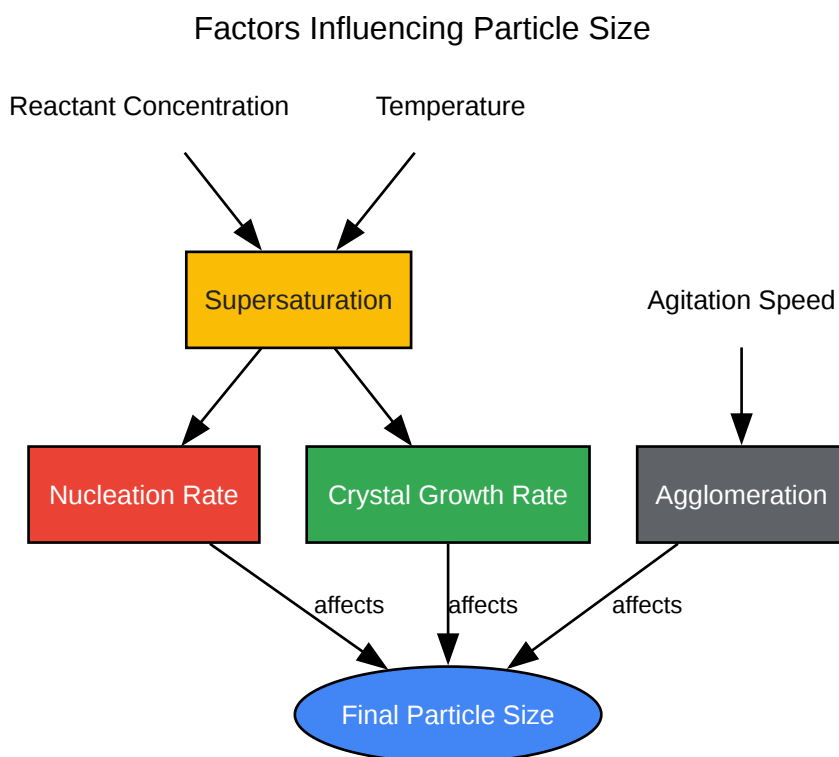 Factors Influencing Particle Size
Reactant Concentration
Temperature
Supersaturation
Agitation Speed
Nucleation Rate
Crystal Growth Rate
Agglomeration
affects
affects
affects
Final Particle Size